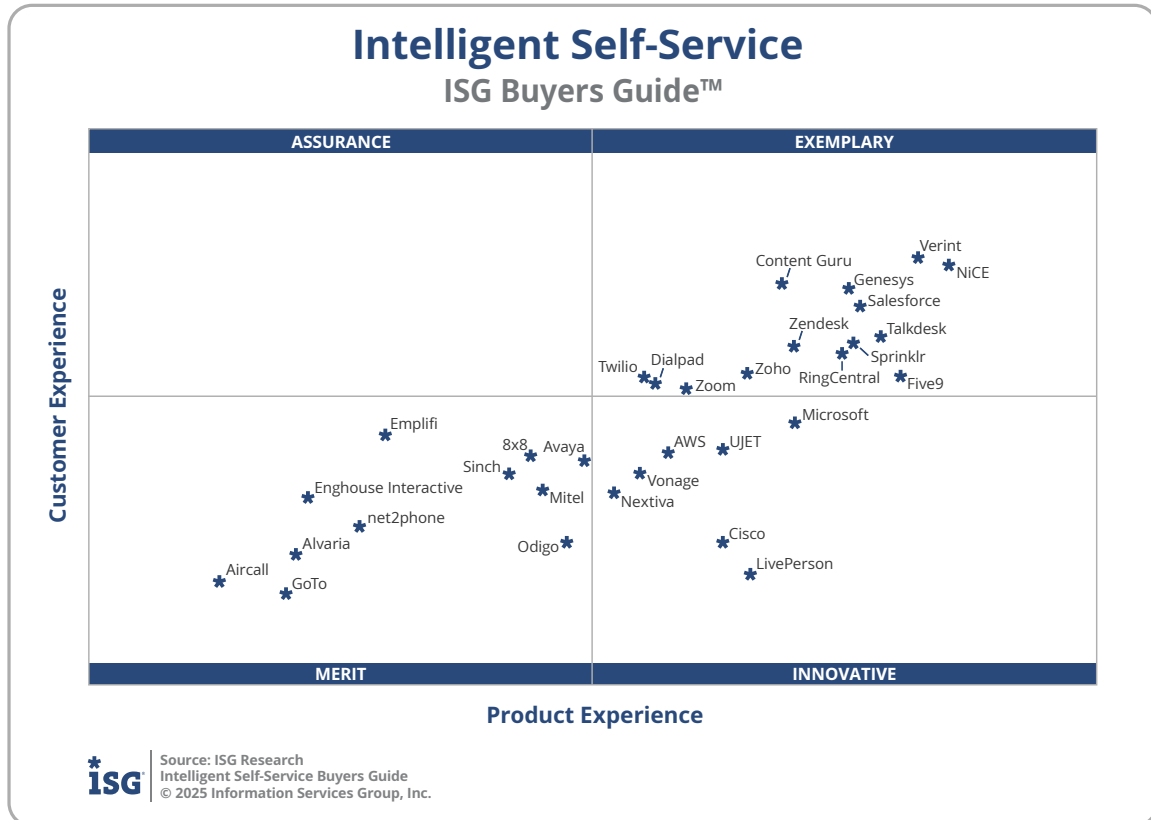 Intelligent Self-Service
ISG Buyers Guide™
ASSURANCE
EXEMPLARY
Verint
Content Guru
NiCE
Genesys
Salesforce
Zendesk
Talkdesk
Sprinklr
Twilio
Dialpad
Zoho
RingCentral
Five9
Zoom
Microsoft
Emplifi
8x8
Avaya
AWS
UJET
Sinch
Vonage
Enghouse Interactive
Mitel
Nextiva
net2phone
Cisco
Alvaria
Odigo
LivePerson
Aircall
GoTo
MERIT
INNOVATIVE
Customer Experience
Product Experience
isg
Source: ISG Research
Intelligent Self-Service Buyers Guide
© 2025 Information Services Group, Inc.